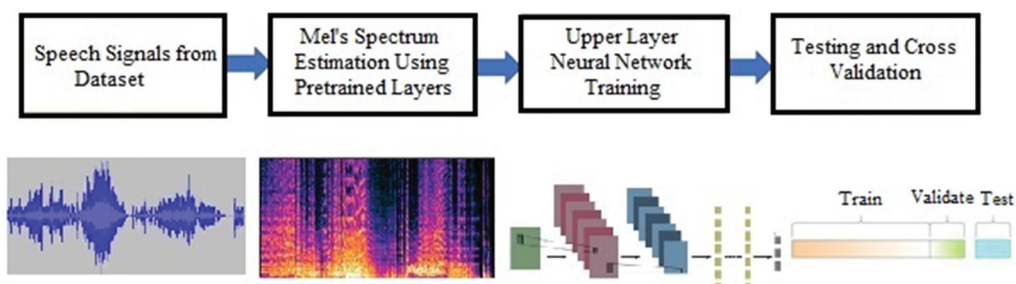 Speech Signals from
Dataset
Mel's Spectrum
Estimation Using
Pretrained Layers
Upper Layer
Neural Network
Training
Testing and Cross
Validation
Train
Validate
Test